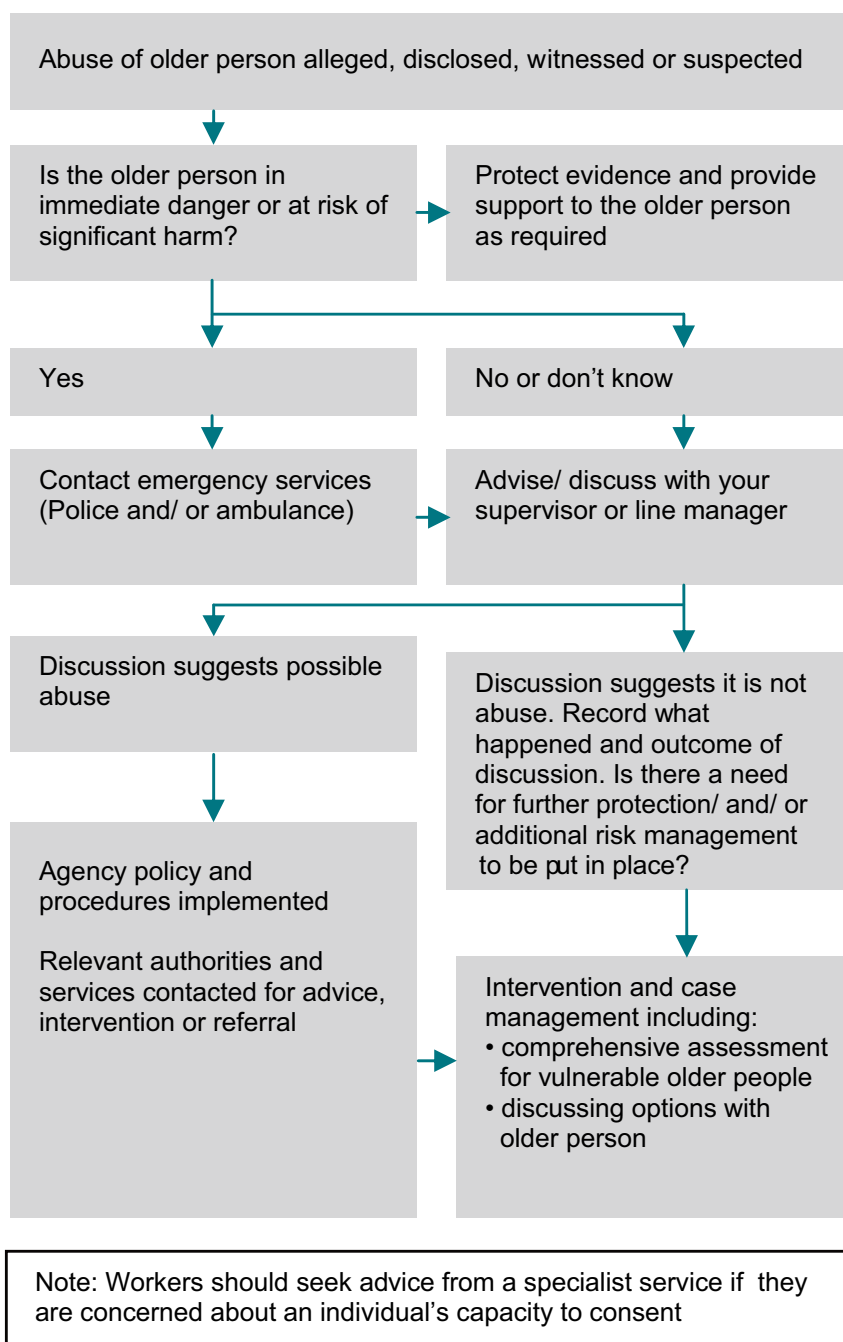 Abuse of older person alleged, disclosed, witnessed or suspected
Is the older person in
immediate danger or at risk of
significant harm?
Protect evidence and provide
support to the older person
as required
Yes
No or don’t know
Contact emergency services
(Police and/ or ambulance)
Advise/ discuss with your
supervisor or line manager
Discussion suggests possible
abuse
Discussion suggests it is not
abuse. Record what
happened and outcome of
discussion. Is there a need
for further protection/ and/ or
additional risk management
to be put in place?
Agency policy and
procedures implemented
Relevant authorities and
services contacted for advice,
intervention or referral
Intervention and case
management including:
• comprehensive assessment
for vulnerable older people
• discussing options with
older person
Note: Workers should seek advice from a specialist service if they
are concerned about an individual’s capacity to consent